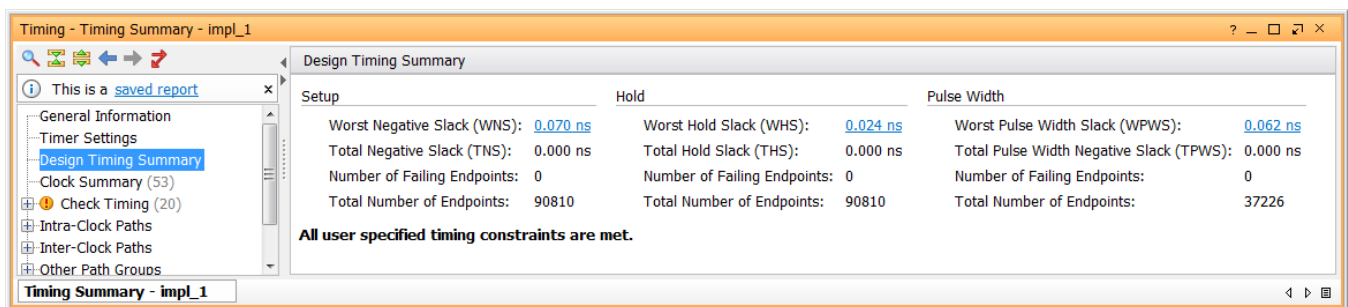 Timing - Timing Summary - impl_1
This is a saved report
General Information
Timer Settings
Design Timing Summary
Clock Summary (53)
Check Timing (20)
Intra-Clock Paths
Inter-Clock Paths
Other Path Groups
Design Timing Summary
Setup
Worst Negative Slack (WNS): 0.070 ns
Total Negative Slack (TNS): 0.000 ns
Number of Failing Endpoints: 0
Total Number of Endpoints: 90810
Hold
Worst Hold Slack (WHS): 0.024 ns
Total Hold Slack (THS): 0.000 ns
Number of Failing Endpoints: 0
Total Number of Endpoints: 90810
Pulse Width
Worst Pulse Width Slack (WPWS): 0.062 ns
Total Pulse Width Negative Slack (TPWS): 0.000 ns
Number of Failing Endpoints: 0
Total Number of Endpoints: 37226
All user specified timing constraints are met.
Timing Summary - impl_1